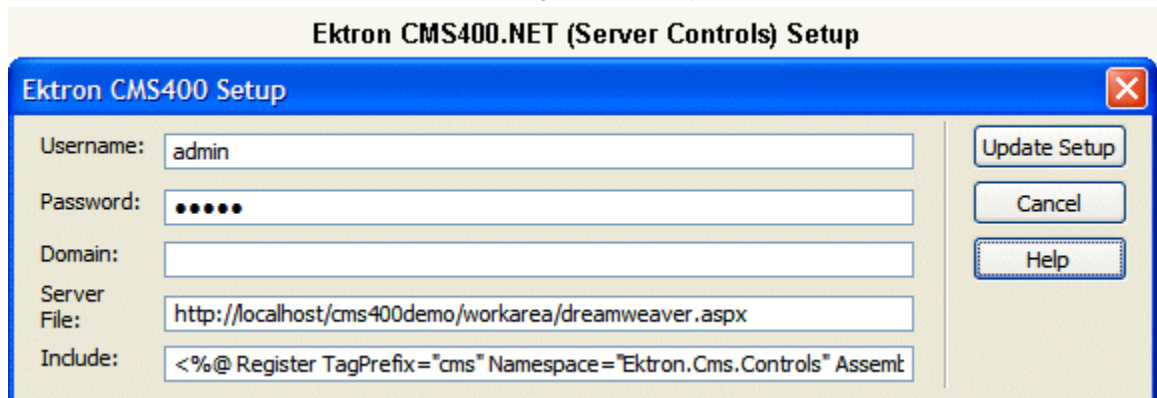 Ektron CMS400.NET (Server Controls) Setup
Ektron CMS400 Setup
Username: admin
Update Setup
Password: •••••
Cancel
Domain:
Help
Server
File: http://localhost/cms400demo/workarea/dreamweaver.aspx
Include: <%@ Register TagPrefix="cms" Namespace="Ektron.Cms.Controls" Assemb